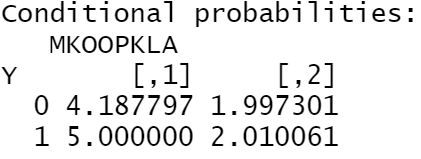 Conditional probabilities:
MKOOPKLA
Y [,1] [,2]
0 4.187797 1.997301
1 5.000000 2.010061